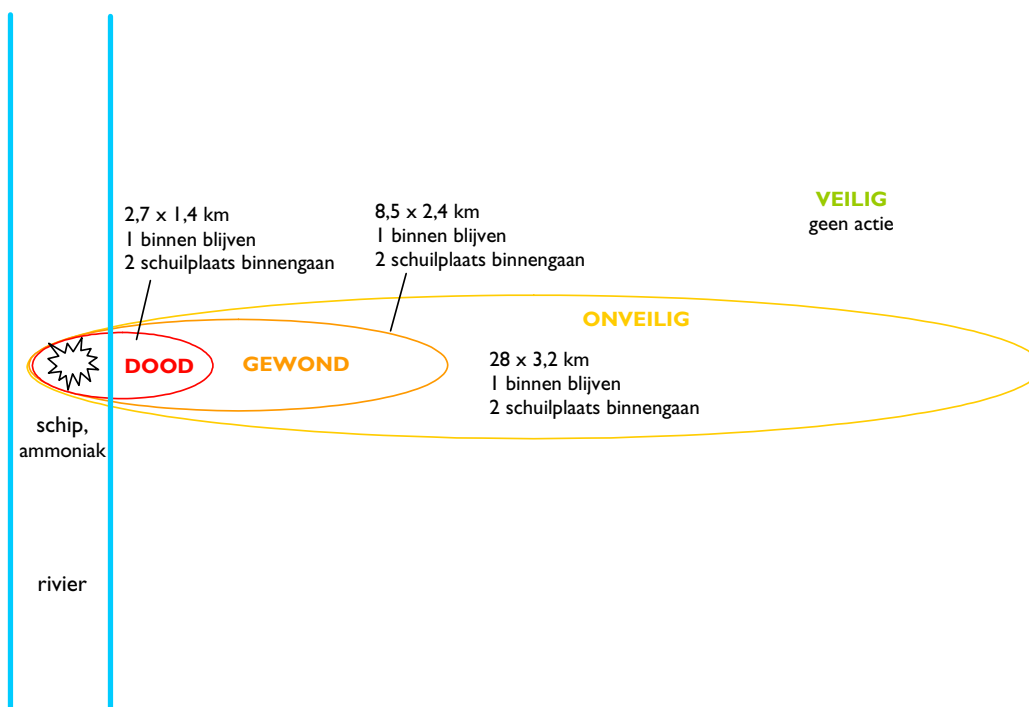 VEILIG
geen actie
2,7 x 1,4 km
1 binnen blijven
2 schuilplaats binnengaan
8,5 x 2,4 km
1 binnen blijven
2 schuilplaats binnengaan
ONVEILIG
DOOD
GEWOND
28 x 3,2 km
1 binnen blijven
2 schuilplaats binnengaan
schip,
ammoniak
rivier